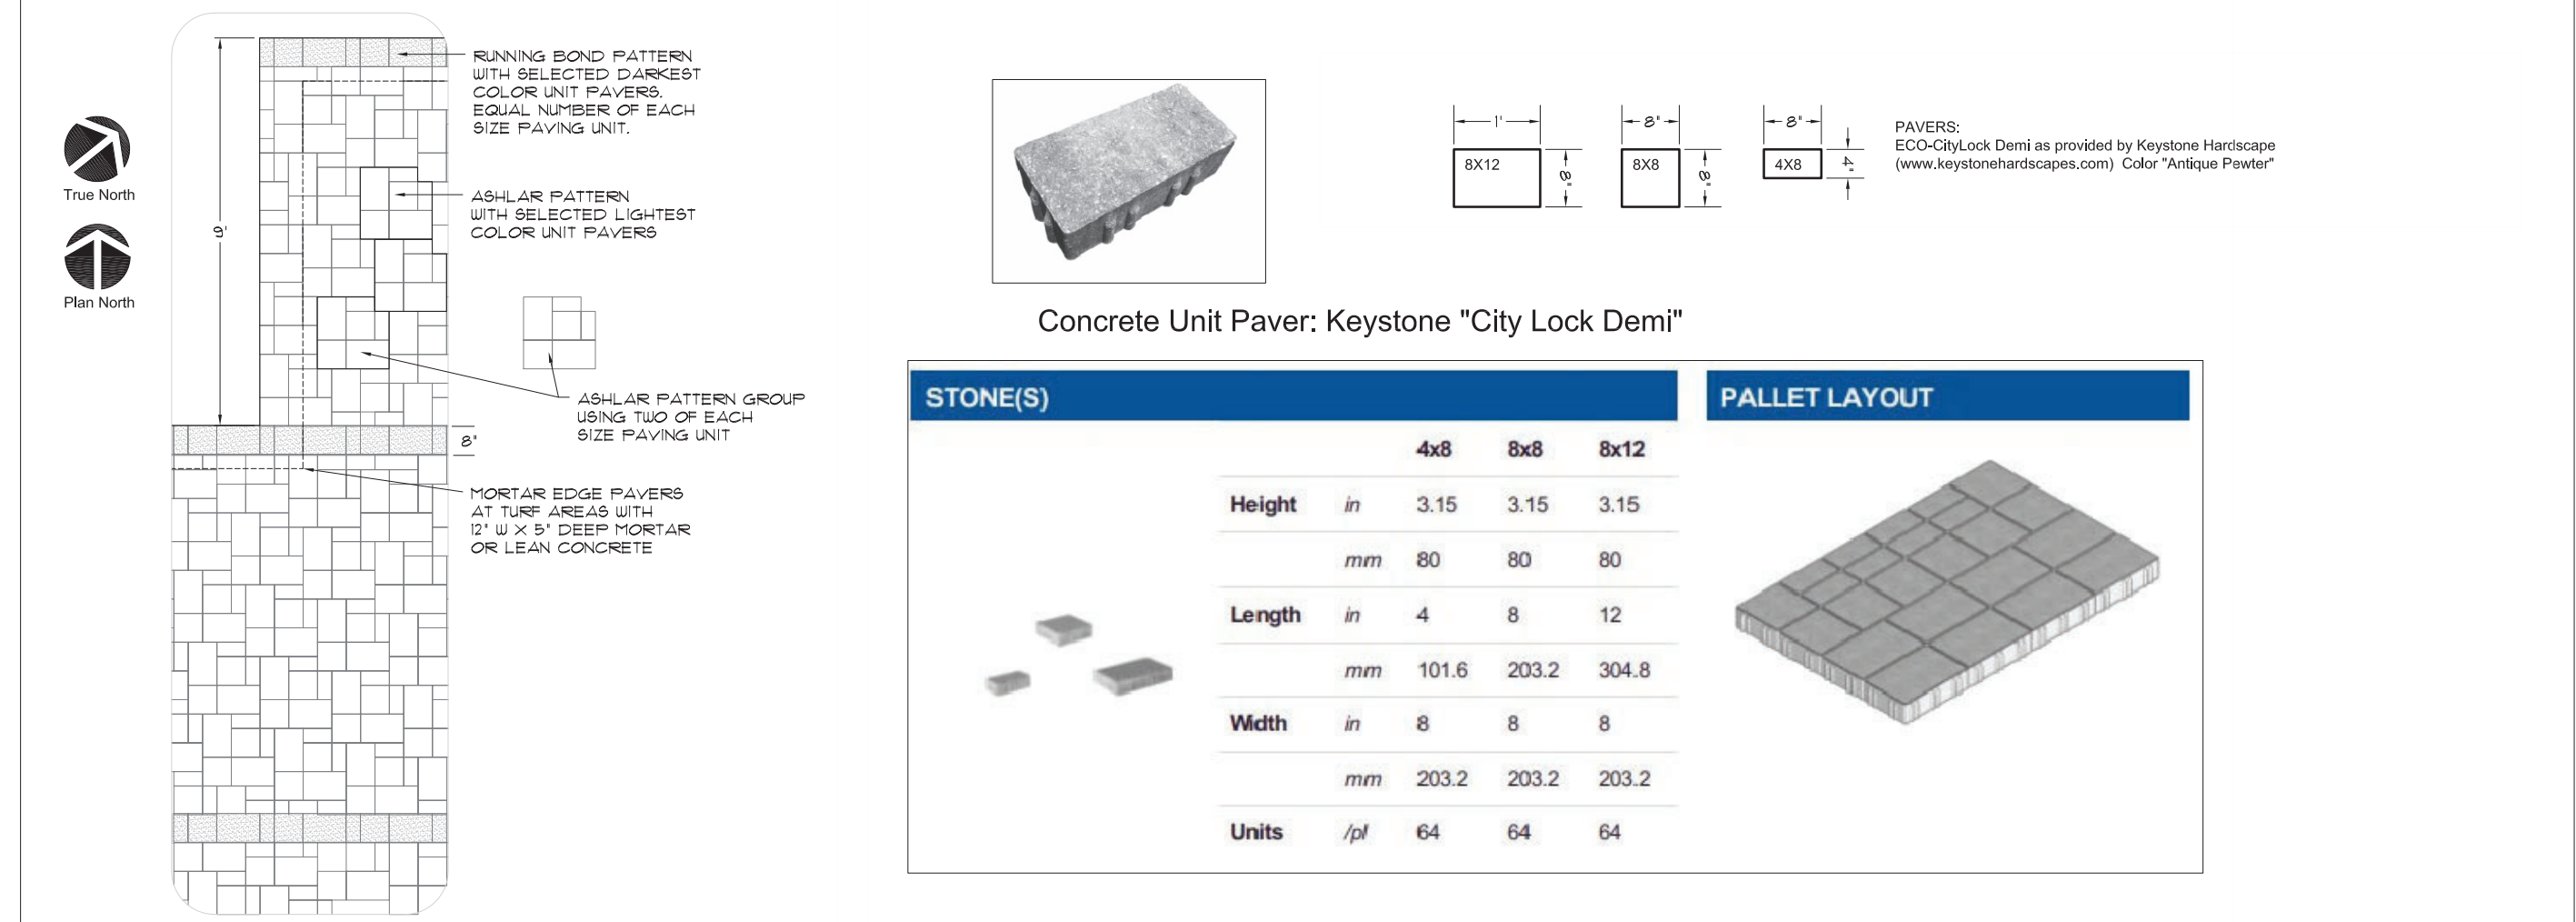 True North
Plan North
9'
RUNNING BOND PATTERN
WITH SELECTED DARKEST
COLOR UNIT PAVERS.
EQUAL NUMBER OF EACH
SIZE PAVING UNIT.
ASHLAR PATTERN
WITH SELECTED LIGHTEST
COLOR UNIT PAVERS
ASHLAR PATTERN GROUP
USING TWO OF EACH
SIZE PAVING UNIT
8"
MORTAR EDGE PAVERS
AT TURF AREAS WITH
12" W X 5" DEEP MORTAR
OR LEAN CONCRETE
1'
8X12
8"
8"
8X8
8"
8"
4X8
4"
PAVERS:
ECO-CityLock Demi as provided by Keystone Hardscape
(www.keystonehardscapes.com) Color "Antique Pewter"
Concrete Unit Paver: Keystone "City Lock Demi"
STONE(S)
4x8 8x8 8x12
Height in 3.15 3.15 3.15
mm 80 80 80
Length in 4 8 12
mm 101.6 203.2 304.8
Width in 8 8 8
mm 203.2 203.2 203.2
Units /pl 64 64 64
PALLET LAYOUT